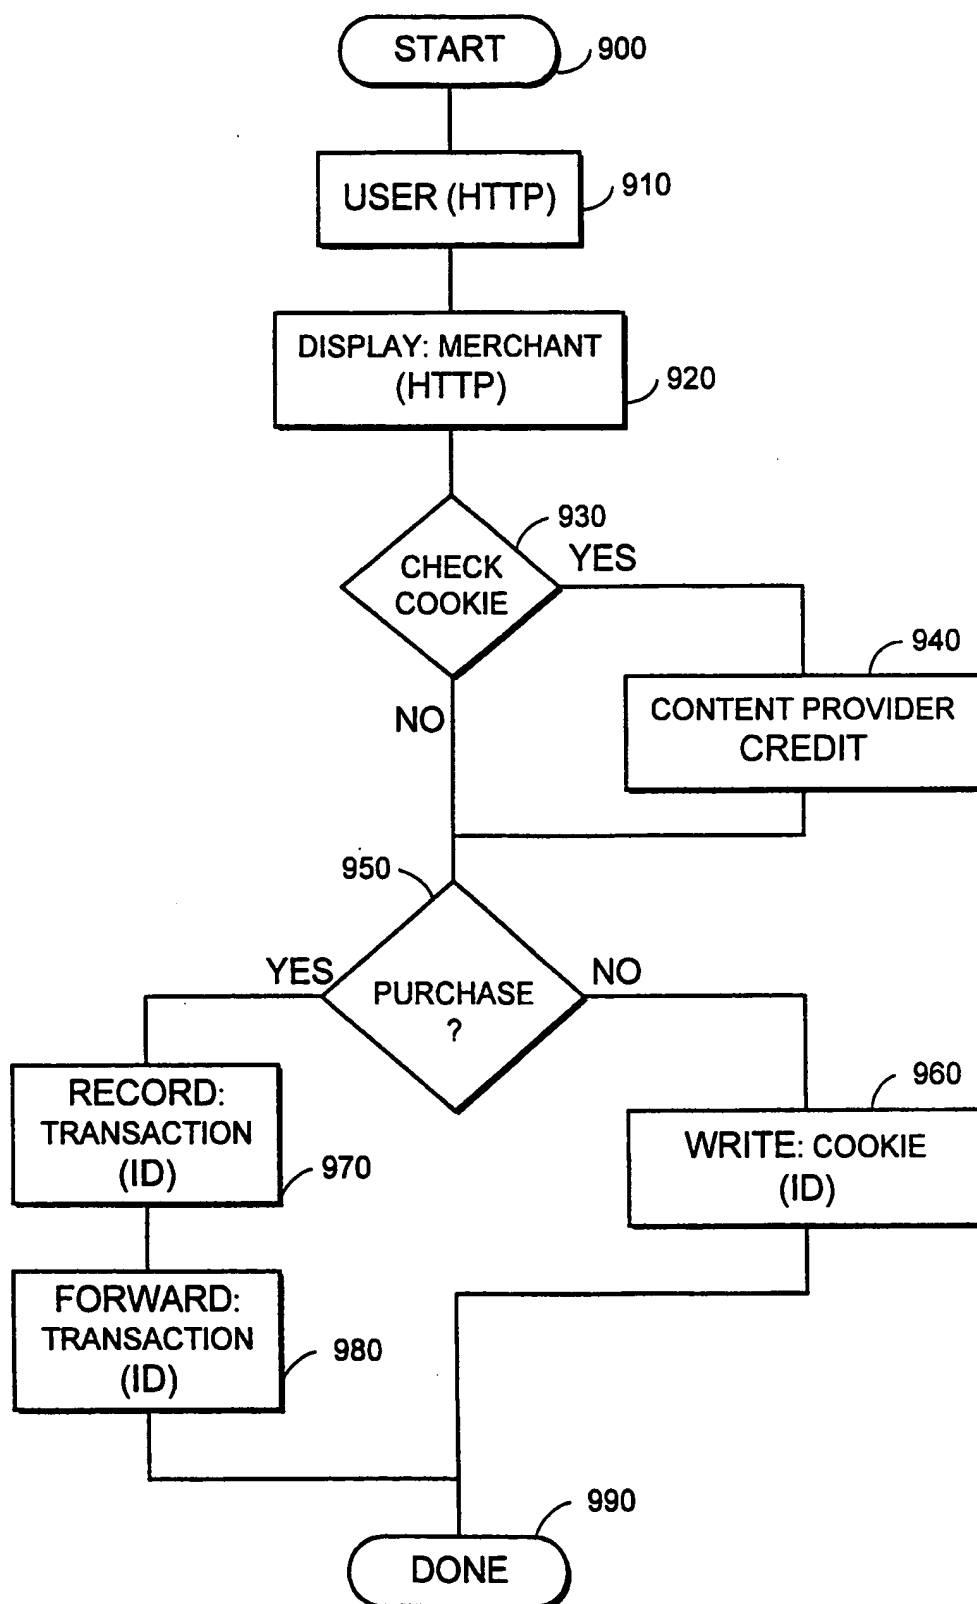 START
900
USER (HTTP)
910
DISPLAY: MERCHANT
(HTTP)
920
930
CHECK
COOKIE
YES
NO
940
CONTENT PROVIDER
CREDIT
950
YES
PURCHASE
?
NO
RECORD:
TRANSACTION
(ID)
970
960
WRITE: COOKIE
(ID)
FORWARD:
TRANSACTION
(ID)
980
990
DONE